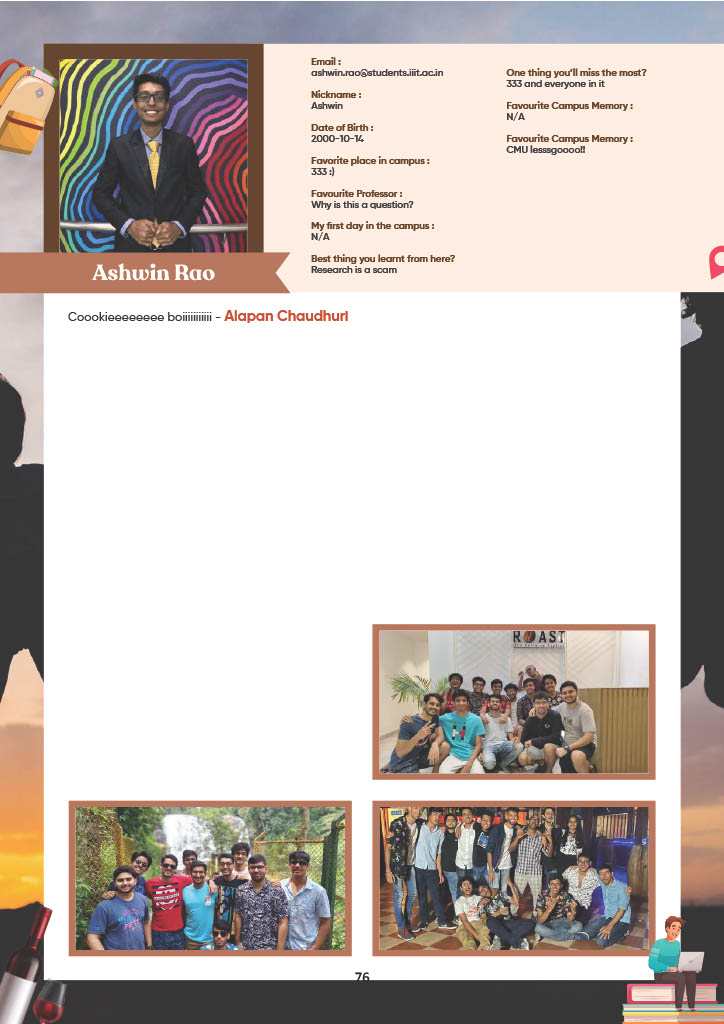 Email :
ashwin.rao@students.iiit.ac.in
Nickname :
Ashwin
Date of Birth :
2000-10-14
Favorite place in campus :
333 :)
Favourite Professor :
Why is this a question?
My first day in the campus :
N/A
Best thing you learnt from here?
Research is a scam
One thing you'll miss the most?
333 and everyone in it
Favourite Campus Memory :
N/A
Favourite Campus Memory :
CMU lesssgoooo!!
Ashwin Rao
Coookieeeeeeee boiiiiiiiiiii - Alapan Chaudhuri
ROAST
76